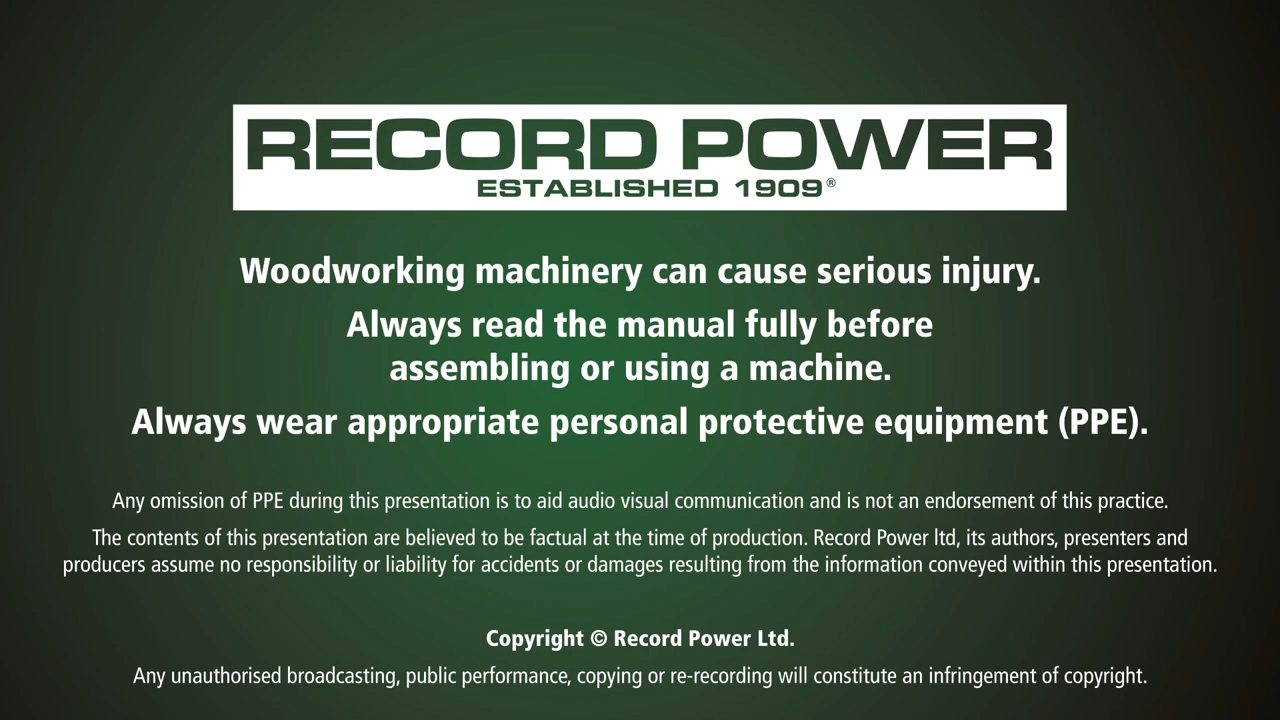 RECORD POWER
ESTABLISHED 1909®
Woodworking machinery can cause serious injury.
Always read the manual fully before
assembling or using a machine.
Always wear appropriate personal protective equipment (PPE).
Any omission of PPE during this presentation is to aid audio visual communication and is not an endorsement of this practice.
The contents of this presentation are believed to be factual at the time of production. Record Power ltd, its authors, presenters and
producers assume no responsibility or liability for accidents or damages resulting from the information conveyed within this presentation.
Copyright © Record Power Ltd.
Any unauthorised broadcasting, public performance, copying or re-recording will constitute an infringement of copyright.